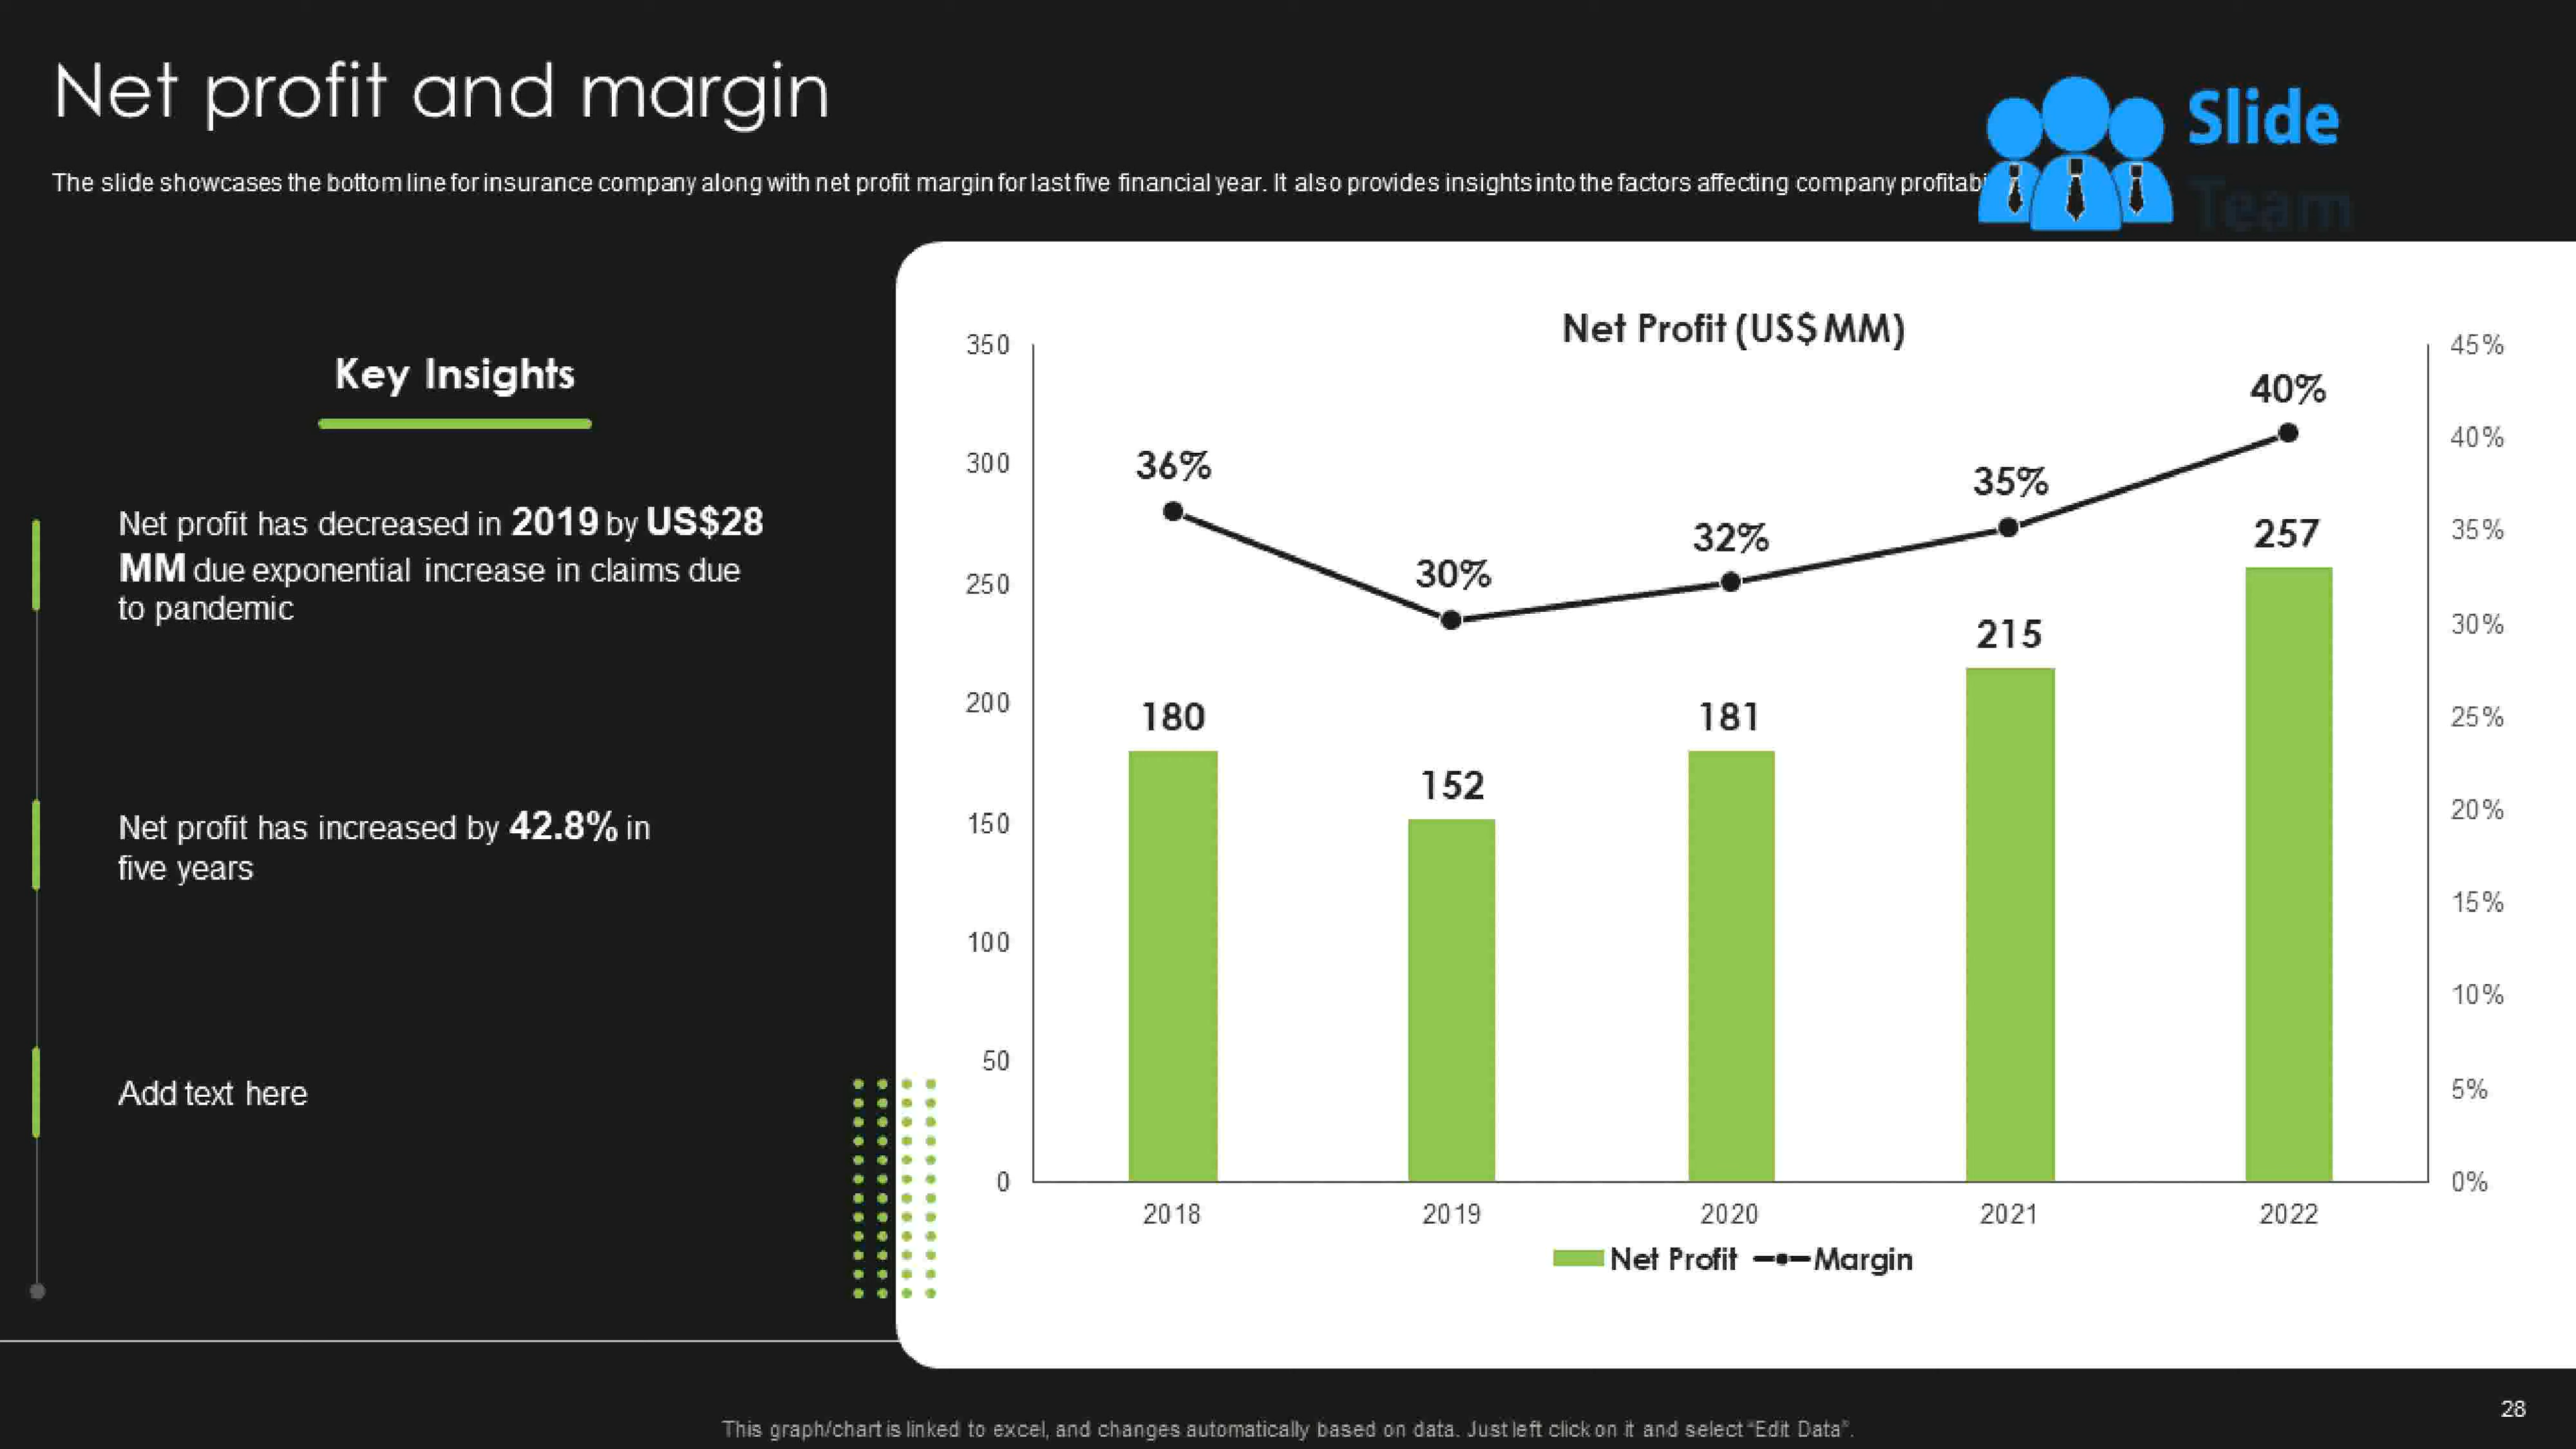 Net profit and margin
Slide
Team
The slide showcases the bottom line for insurance company along with net profit margin for last five financial year. It also provides insights into the factors affecting company
Key Insights
Net profit has decreased in 2019 by US$28
MM due exponential increase in claims due
to pandemic
Net profit has increased by 42.8% in
five years
Add text here
Net Profit (US$ MM)
350
300
250
200
150
100
50
0
45%
40%
35%
30%
25%
20%
15%
10%
5%
0%
36%
30%
32%
35%
40%
180
152
181
215
257
2018
2019
2020
2021
2022
Net Profit
Margin
28
This graph/chart is linked to excel, and changes automatically based on data. Just left click on it and select "Edit Data".